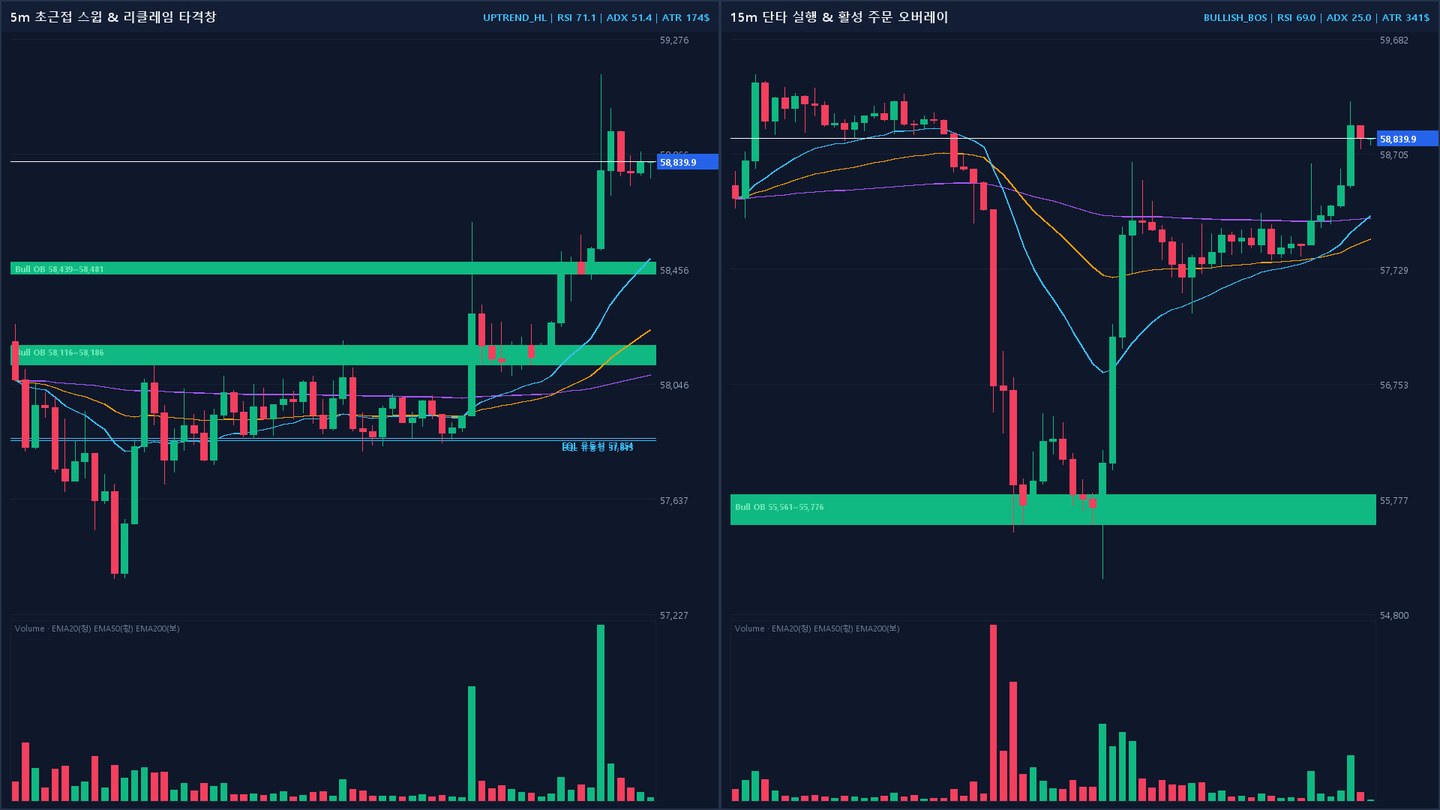 5m 초근접 스윕 & 리클레임 타격창
UPTREND_HL | RSI 71.1 | ADX 51.4 | ATR 174$
59,276
58,839.9
Bull OB 58,439~58,481
58,456
Bull OB 58,116~58,186
58,046
EQL 유동성
57,637
57,227
Volume · EMA20(청) EMA50(황) EMA200(보)
15m 단타 실행 & 활성 주문 오버레이
BULLISH_BOS | RSI 69.0 | ADX 25.0 | ATR 341$
59,682
58,839.9
58,705
57,729
56,753
55,777
Bull OB 55,561~55,776
54,800
Volume · EMA20(청) EMA50(황) EMA200(보)